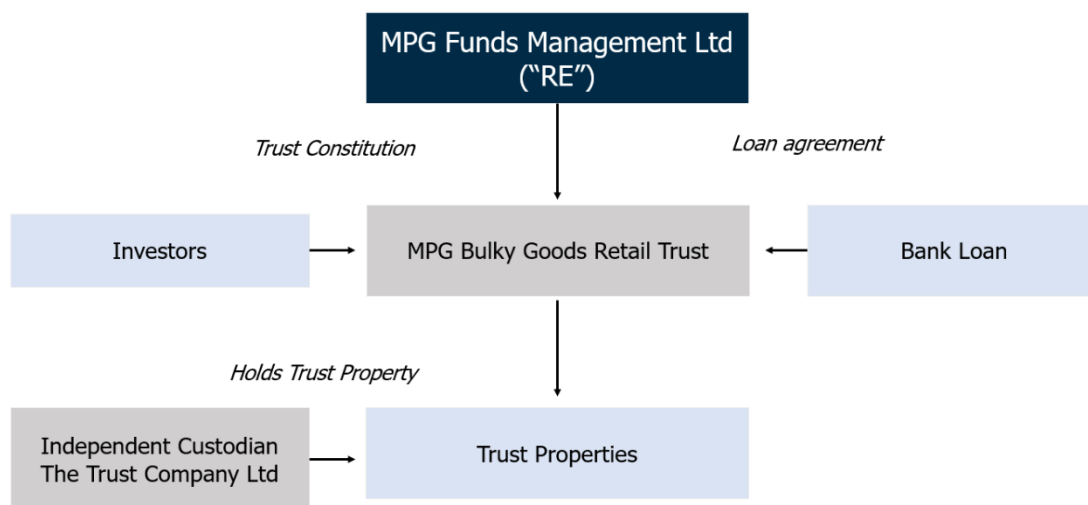 MPG Funds Management Ltd
(“RE”)
Trust Constitution
Loan agreement
Investors
MPG Bulky Goods Retail Trust
Bank Loan
Holds Trust Property
Independent Custodian
The Trust Company Ltd
Trust Properties